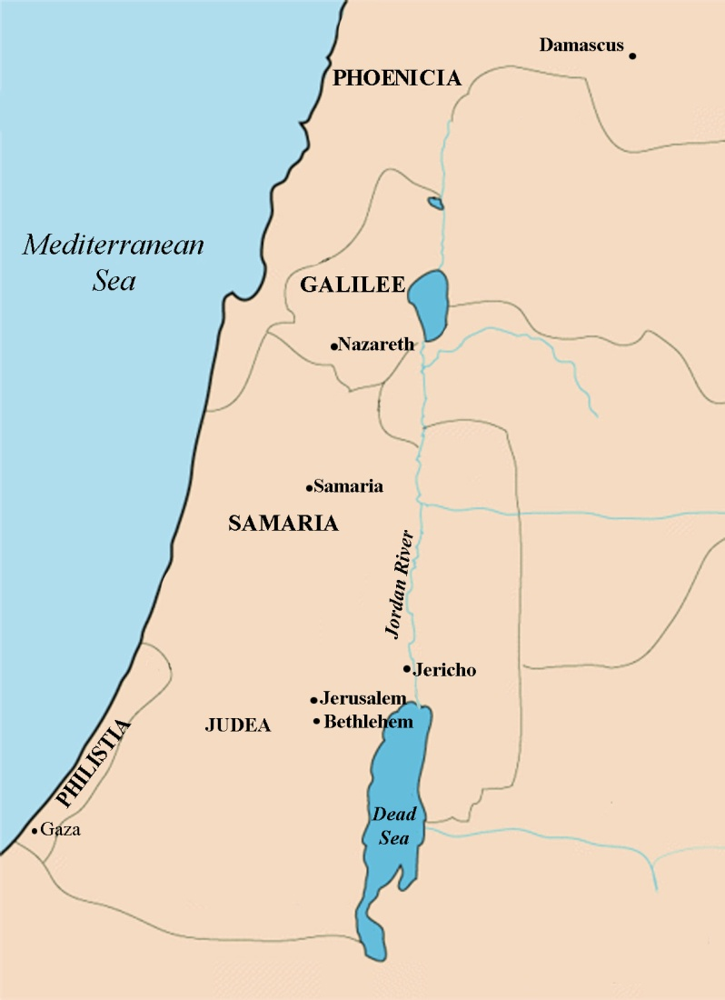 Damascus
PHOENICIA
Mediterranean
Sea
GALILEE
Nazareth
Samaria
SAMARIA
Jordan River
Jericho
Jerusalem
Bethlehem
JUDEA
PHILISTIA
Dead
Sea
Gaza